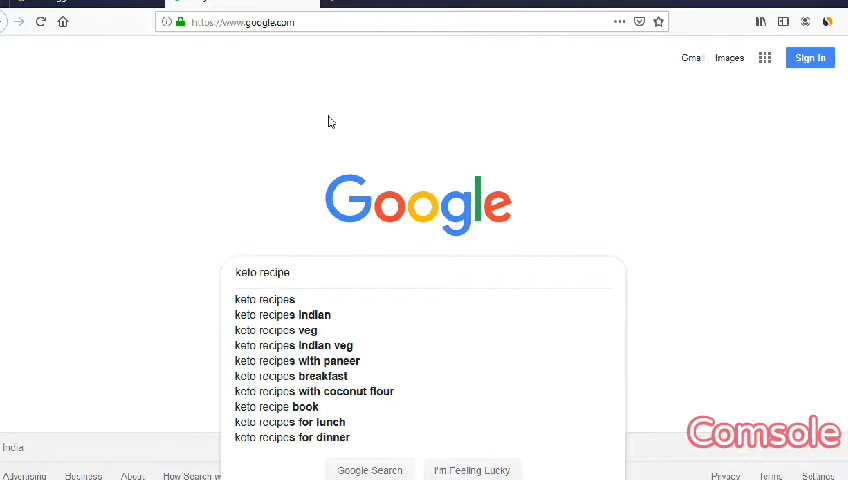 https://www.google.com
Gmail Images Sign In
Google
keto recipe
keto recipes
keto recipes indian
keto recipes veg
keto recipes indian veg
keto recipes with paneer
keto recipes breakfast
keto recipes with coconut flour
keto recipe book
keto recipes for lunch
keto recipes for dinner
Comsole
India
Google Search I'm Feeling Lucky
Advertising Business About How Search w Privacy Terms Settings